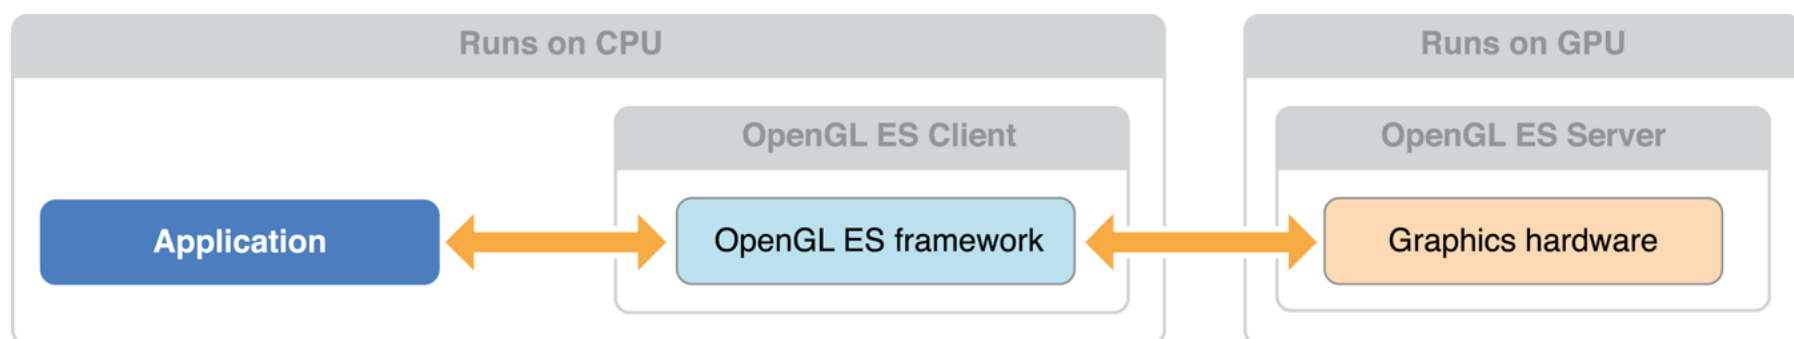 Runs on CPU
Runs on GPU
OpenGL ES Client
OpenGL ES Server
Application
OpenGL ES framework
Graphics hardware